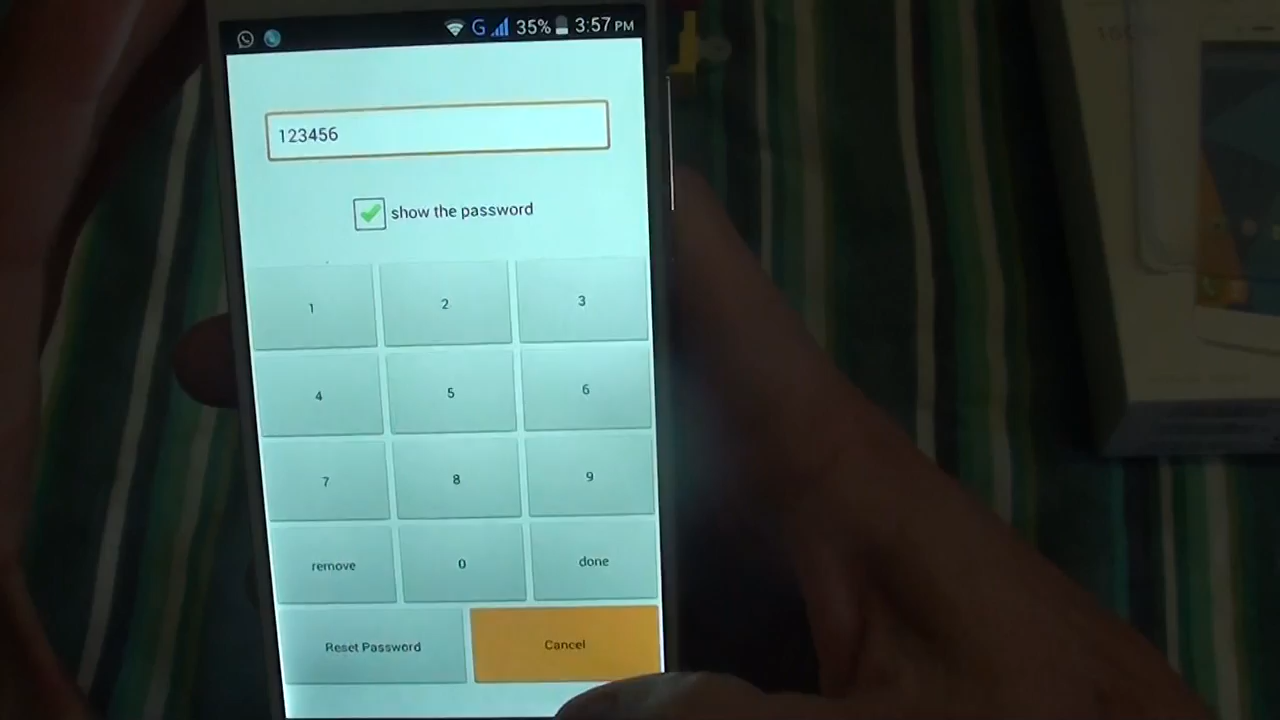 G 35% 3:57 PM
123456
show the password
1 2 3
4 5 6
7 8 9
remove 0 done
Reset Password Cancel